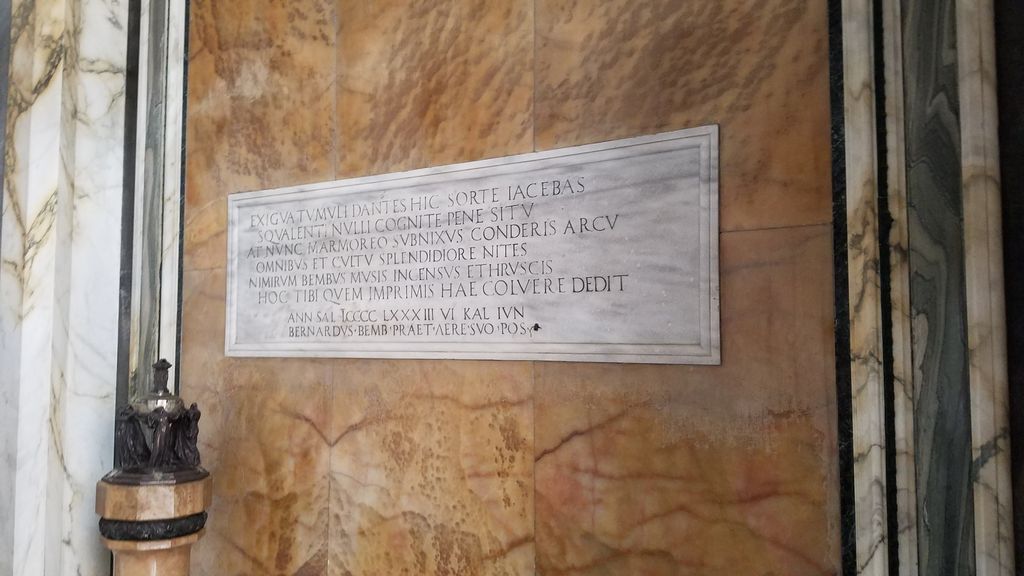 EXIGVA TVMVLI DANTES HIC SORTE IACEBAS
SQVALENTI NVLLI COGNITE PENE SITV
AT NVNC MARMOREO SVBNIXVS CONDERIS ARCV
OMNIBVS ET CVLTV SPLENDIDIORE NITES
NIMIRVM BEMBVS MVSIS INCENSVS ETHRVSCIS
HOC TIBI QVEM IMPRIMIS HAE COLVERE DEDIT
ANN SAL ICCCC LXXXIII VI KAL IVN
BERNARDVS·BEMB·PRAET·AERE·SVO·POS